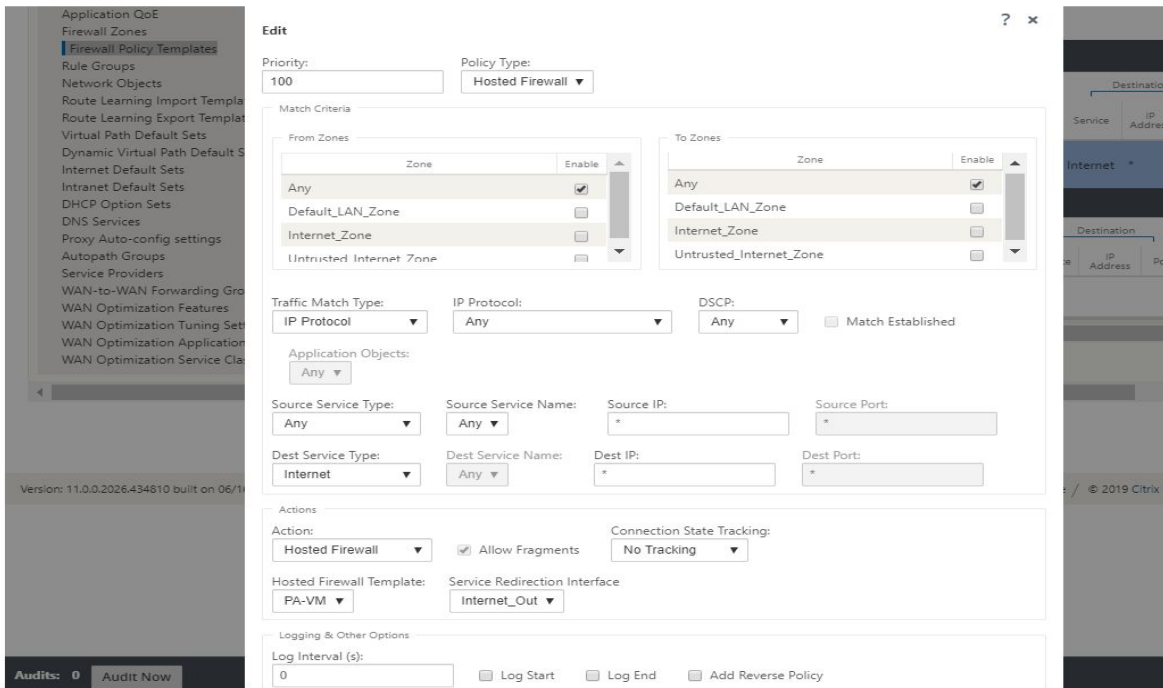 Application QoE
Firewall Zones
Firewall Policy Templates
Rule Groups
Network Objects
Route Learning Import Templa
Route Learning Export Templat
Virtual Path Default Sets
Dynamic Virtual Path Default S
Internet Default Sets
Intranet Default Sets
DHCP Option Sets
DNS Services
Proxy Auto-config settings
Autopath Groups
Service Providers
WAN-to-WAN Forwarding Gro
WAN Optimization Features
WAN Optimization Tuning Sett
WAN Optimization Application
WAN Optimization Service Cla
Version: 11.0.0.2026.434810 built on 06/1
Audits: 0 Audit Now
Edit ? ×
Priority: Policy Type:
100 Hosted Firewall
Match Criteria
From Zones
Zone Enable
Any
Default_LAN_Zone
Internet_Zone
Untrusted_Internet_Zone
To Zones
Zone Enable
Any
Default_LAN_Zone
Internet_Zone
Untrusted_Internet_Zone
Traffic Match Type: IP Protocol: DSCP:
IP Protocol Any Any Match Established
Application Objects:
Any
Source Service Type: Source Service Name: Source IP: Source Port:
Any Any * *
Dest Service Type: Dest Service Name: Dest IP: Dest Port:
Internet Any * *
Actions
Action: Connection State Tracking:
Hosted Firewall Allow Fragments No Tracking
Hosted Firewall Template: Service Redirection Interface
PA-VM Internet_Out
Logging & Other Options
Log Interval (s):
0 Log Start Log End Add Reverse Policy
Destinatio
Service IP Addres
Internet *
Destination
e IP Address Po
e / © 2019 Citrix